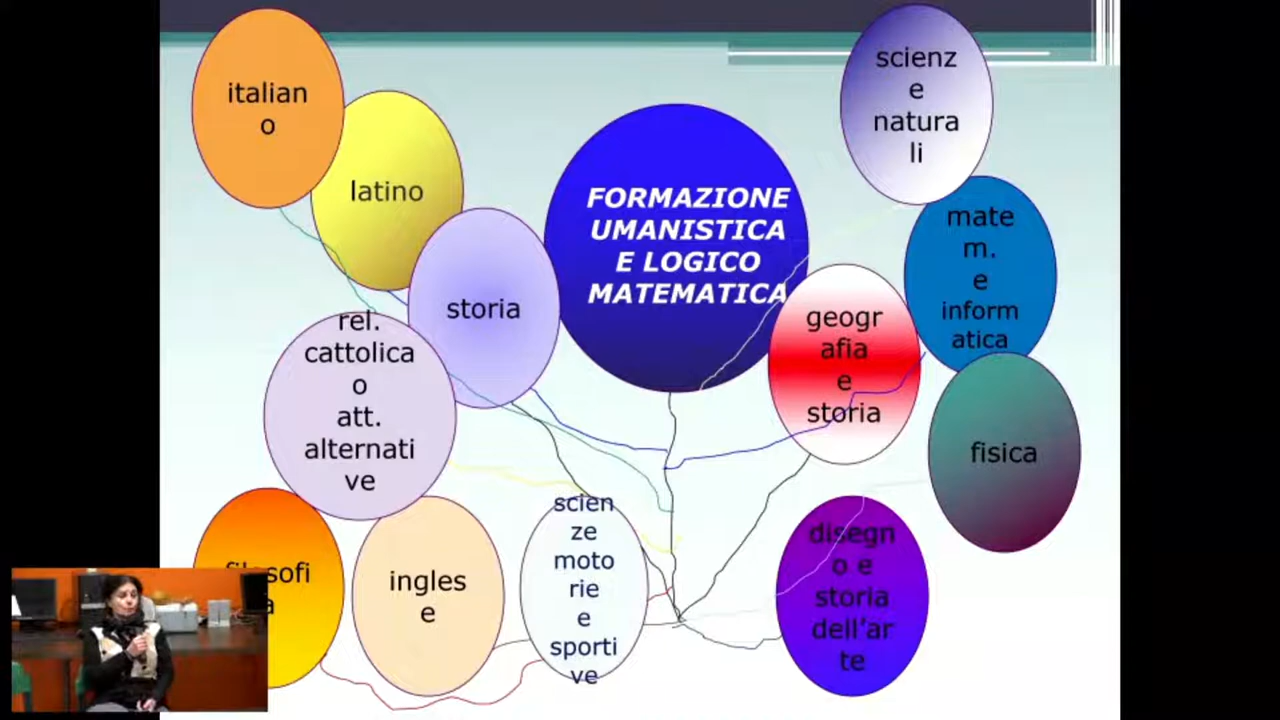 italian
o
latino
storia
FORMAZIONE
UMANISTICA
E LOGICO
MATEMATICA
scienz
e
natura
li
mate
m.
e
inform
atica
geogr
afia
e
storia
fisica
rel.
cattolica
o
att.
alternati
ve
filosofi
a
ingles
e
scien
ze
moto
rie
e
sporti
ve
disegn
o e
storia
dell'ar
te